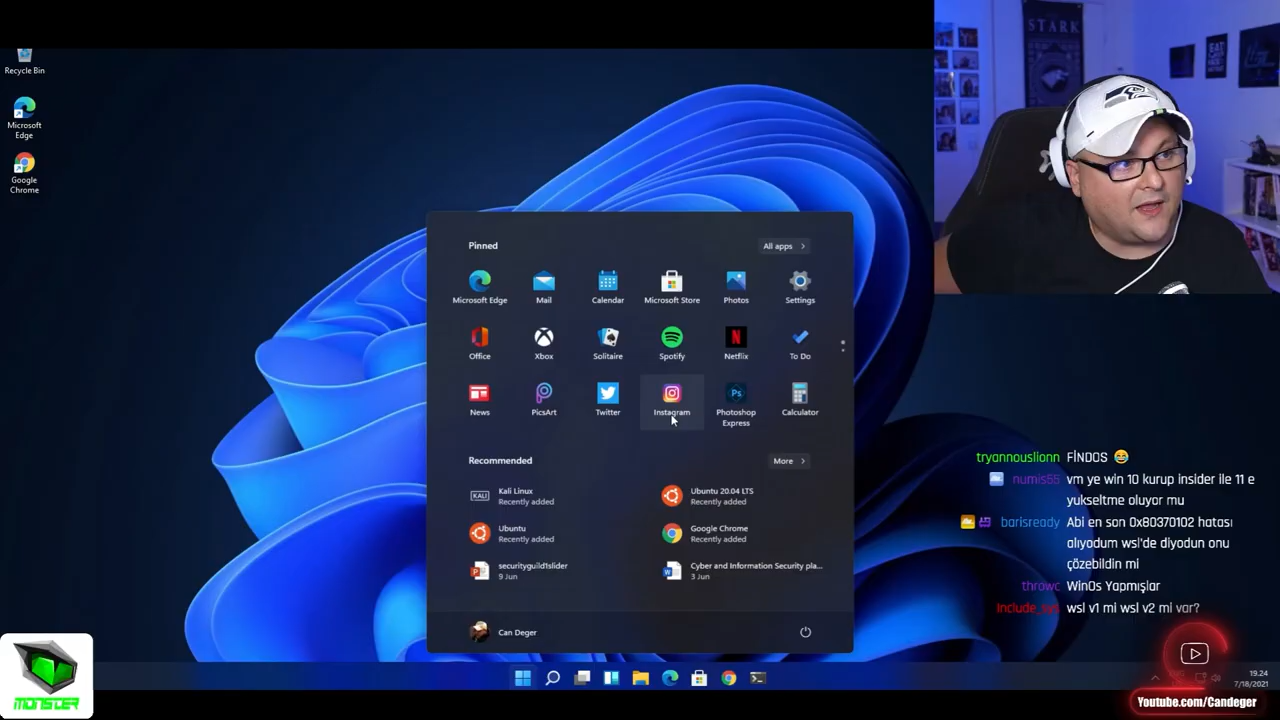 Recycle Bin
Microsoft
Edge
Google
Chrome
STARK
Pinned
All apps
Microsoft Edge
Mail
Calendar
Microsoft Store
Photos
Settings
Office
Xbox
Solitaire
Spotify
Netflix
To Do
News
PicsArt
Twitter
Instagram
Photoshop
Express
Calculator
Recommended
More
KALI
Kali Linux
Recently added
Ubuntu 20.04 LTS
Recently added
Ubuntu
Recently added
Google Chrome
Recently added
securityguild1slider
9 Jun
Cyber and Information Security pla...
3 Jun
Can Deger
tryannouslionn FİNDOS 😂
numis55 vm ye win 10 kurup insider ile 11 e
yukseltme oluyor mu
barisready Abi en son 0x80370102 hatası
alıyodum wsl'de diyodun onu
çözebildin mi
throwc WinOs Yapmışlar
wsl v1 mi wsl v2 mi var?
MONSTER
19.24
7/18/2021
Youtube.com/Candeger